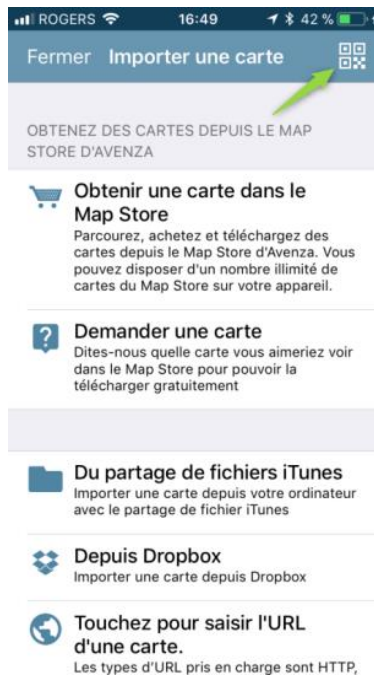 ROGERS 16:49 42 %
Fermer Importer une carte
OBTENEZ DES CARTES DEPUIS LE MAP
STORE D'AVENZA
Obtenir une carte dans le
Map Store
Parcourez, achetez et téléchargez des
cartes depuis le Map Store d'Avenza. Vous
pouvez disposer d'un nombre illimité de
cartes du Map Store sur votre appareil.
Demander une carte
Dites-nous quelle carte vous aimeriez voir
dans le Map Store pour pouvoir la
télécharger gratuitement
Du partage de fichiers iTunes
Importer une carte depuis votre ordinateur
avec le partage de fichier iTunes
Depuis Dropbox
Importer une carte depuis Dropbox
Touchez pour saisir l'URL
d'une carte.
Les types d'URL pris en charge sont HTTP,